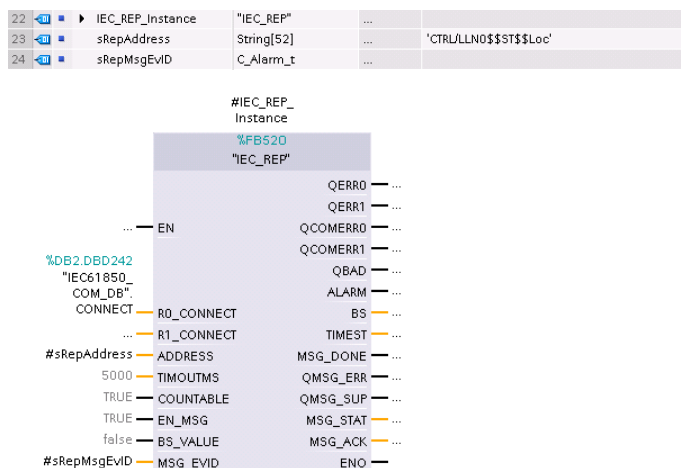 22 IEC_REP_Instance "IEC_REP" ...
23 sRepAddress String[52] ... 'CTRL/LLN0$$ST$$Loc'
24 sRepMsgEvID C_Alarm_t ...
#IEC_REP_
Instance
%FB520
"IEC_REP"
QERR0 ...
QERR1 ...
... EN QCOMERR0 ...
QCOMERR1 ...
%DB2.DBD242
QBAD ...
"IEC61850_
COM_DB".
ALARM ...
CONNECT R0_CONNECT BS ...
... R1_CONNECT TIMEST ...
#sRepAddress ADDRESS MSG_DONE ...
5000 TIMOUTMS QMSG_ERR ...
TRUE COUNTABLE QMSG_SUP ...
TRUE EN_MSG MSG_STAT ...
false BS_VALUE MSG_ACK ...
#sRepMsgEvID MSG_EVID ENO